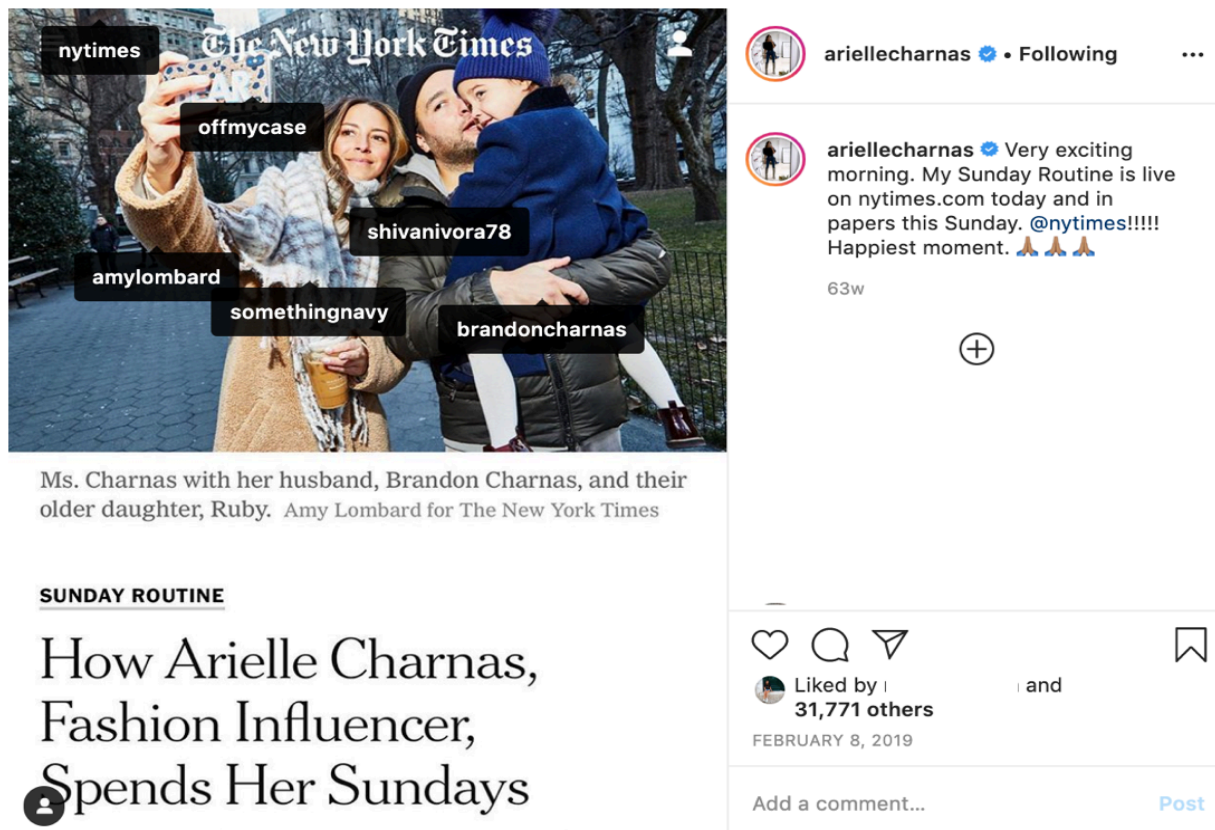 nytimes
The New York Times
offmycase
shivanivora78
amylombard
somethingnavy
brandoncharnas
Ms. Charnas with her husband, Brandon Charnas, and their
older daughter, Ruby. Amy Lombard for The New York Times
SUNDAY ROUTINE
How Arielle Charnas,
Fashion Influencer,
Spends Her Sundays
ariellecharnas • Following
ariellecharnas Very exciting
morning. My Sunday Routine is live
on nytimes.com today and in
papers this Sunday. @nytimes!!!!!
Happiest moment. 🙏🏽🙏🏽🙏🏽
63w
Liked by and
31,771 others
FEBRUARY 8, 2019
Add a comment...
Post